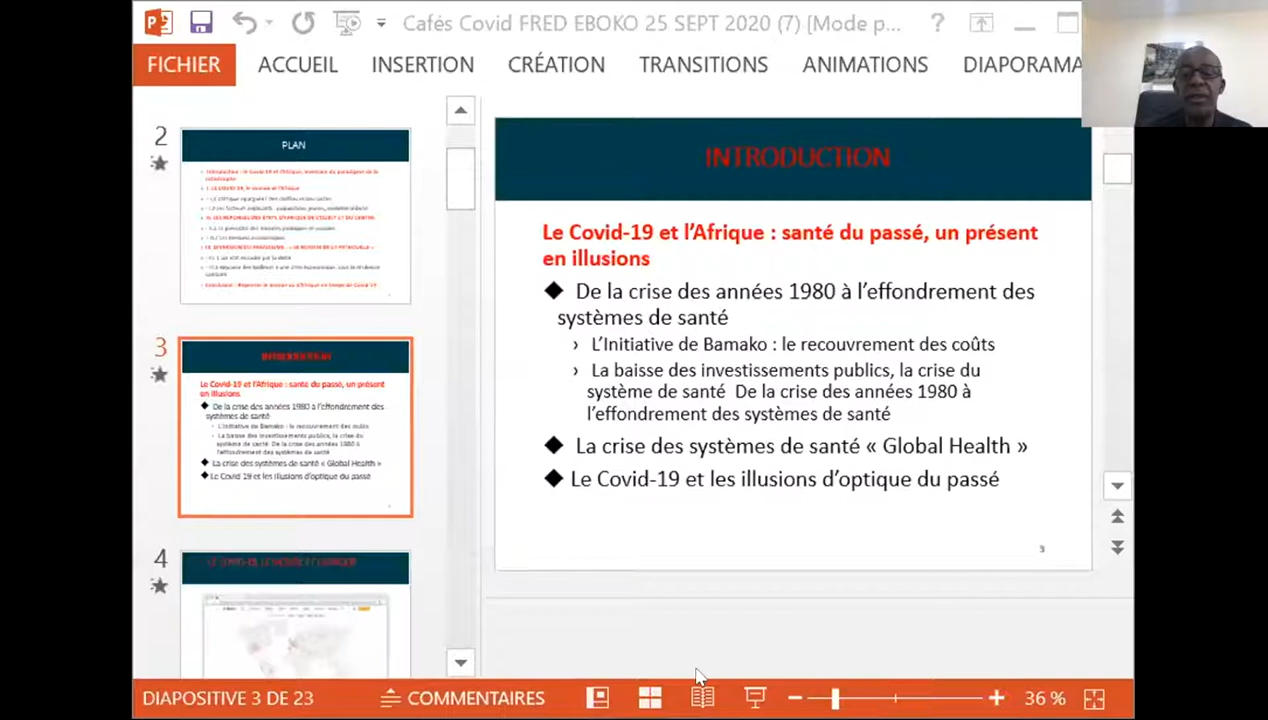 Cafés Covid FRED EBOKO 25 SEPT 2020 (7) [Mode p...
?
FICHIER ACCUEIL INSERTION CRÉATION TRANSITIONS ANIMATIONS DIAPORAMA
2
PLAN
3
INTRODUCTION
Le Covid-19 et l'Afrique : santé du passé, un présent
en illusions
De la crise des années 1980 à l'effondrement des
systèmes de santé
L'Initiative de Bamako : le recouvrement des coûts
La baisse des investissements publics, la crise du
système de santé De la crise des années 1980 à
l'effondrement des systèmes de santé
La crise des systèmes de santé « Global Health »
Le Covid 19 et les illusions d'optique du passé
4
INTRODUCTION
Le Covid-19 et l'Afrique : santé du passé, un présent
en illusions
◆ De la crise des années 1980 à l'effondrement des
systèmes de santé
› L'Initiative de Bamako : le recouvrement des coûts
› La baisse des investissements publics, la crise du
système de santé De la crise des années 1980 à
l'effondrement des systèmes de santé
◆ La crise des systèmes de santé « Global Health »
◆ Le Covid-19 et les illusions d'optique du passé
3
DIAPOSITIVE 3 DE 23 COMMENTAIRES 36 %